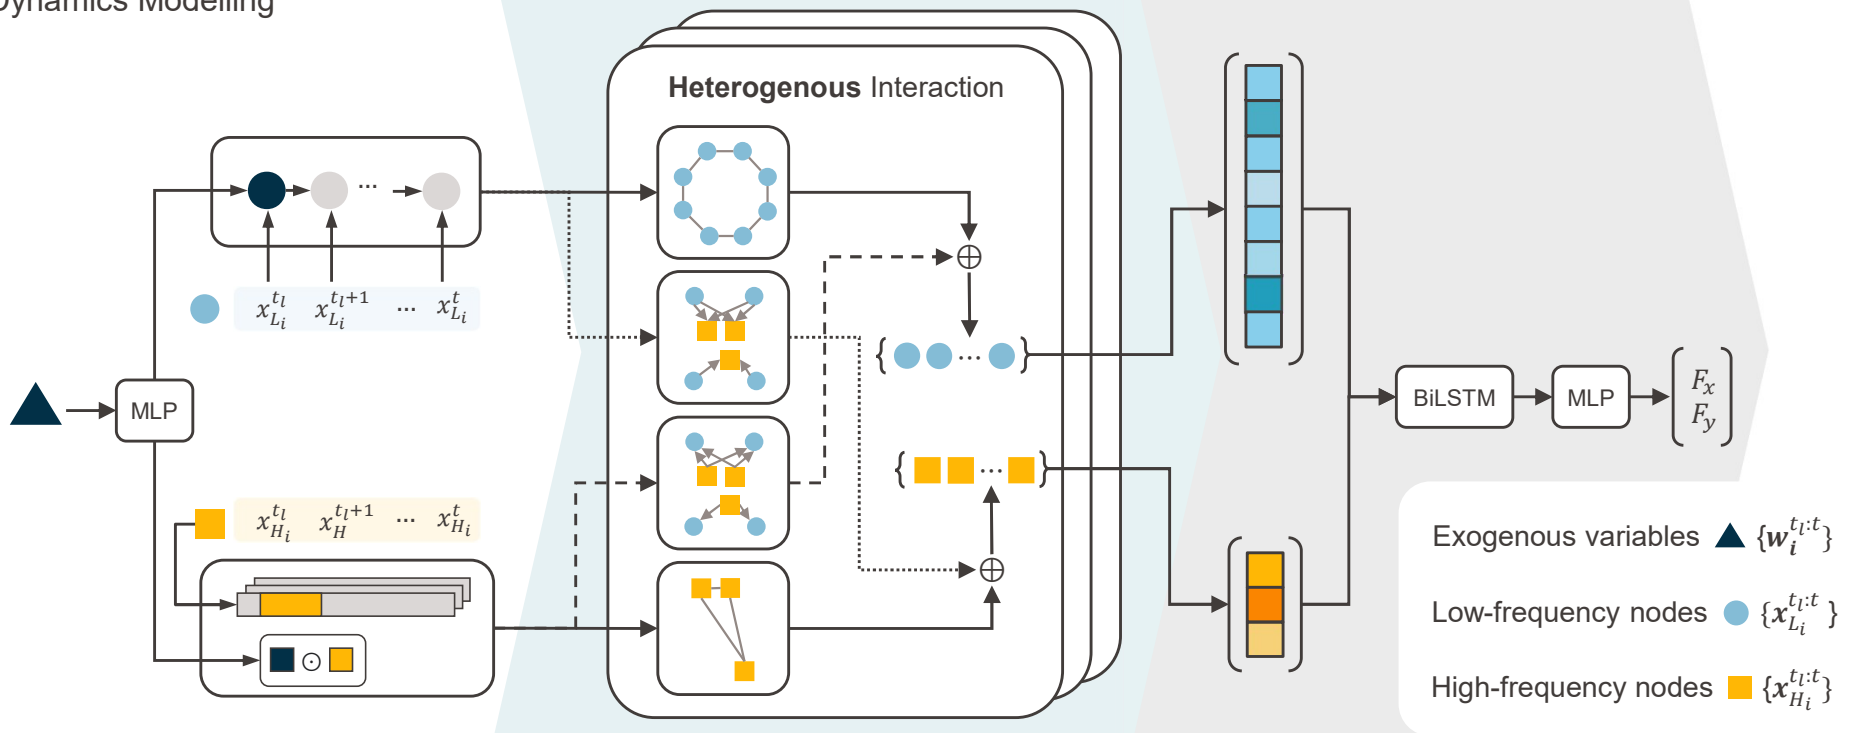 Dynamics Modelling
Heterogenous Interaction
...
x_{L_i}^{t_l} x_{L_i}^{t_l+1} ... x_{L_i}^{t}
MLP
{ ... }
BiLSTM
MLP
F_x
F_y
{ ... }
x_{H_i}^{t_l} x_{H}^{t_l+1} ... x_{H_i}^{t}
Exogenous variables {w_i^{t_l:t}}
Low-frequency nodes {x_{L_i}^{t_l:t}}
High-frequency nodes {x_{H_i}^{t_l:t}}